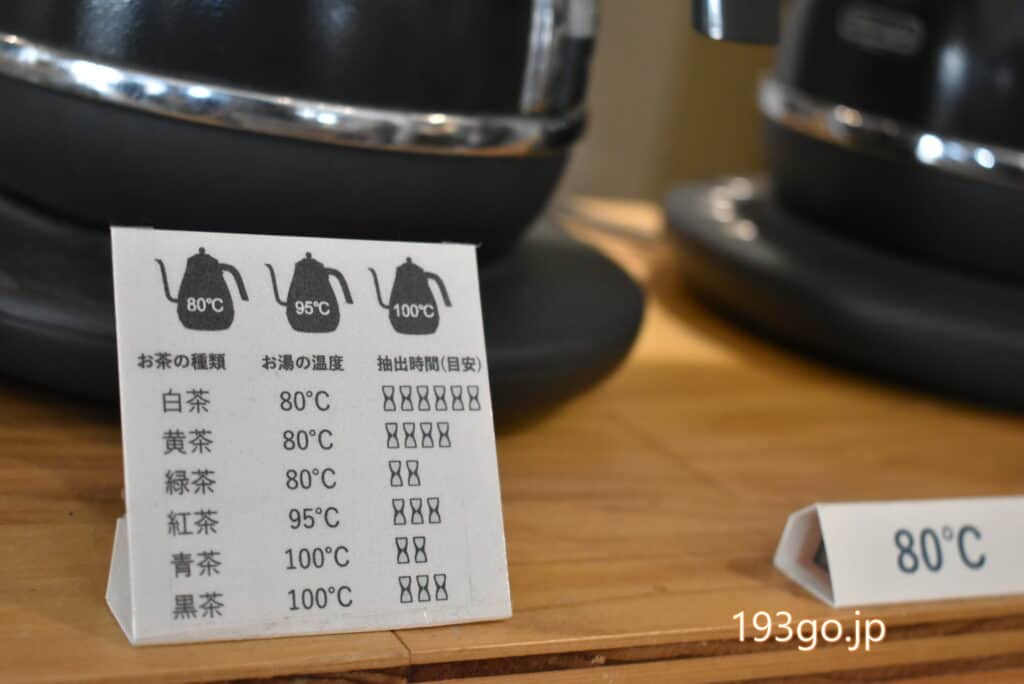 80℃ 95℃ 100℃
お茶の種類 お湯の温度 抽出時間(目安)
白茶 80℃
黄茶 80℃
緑茶 80℃
紅茶 95℃
青茶 100℃
黒茶 100℃
80℃
193go.jp